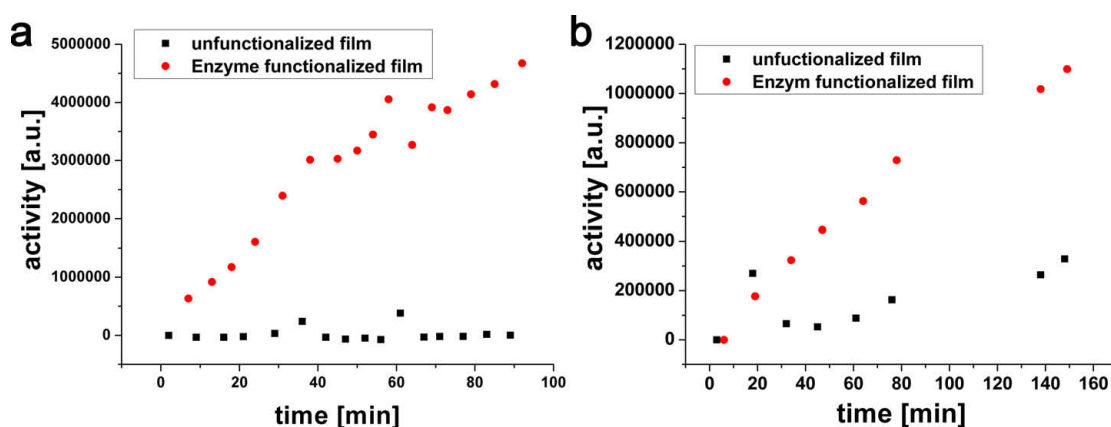 a
unfunctionalized film
Enzyme functionalized film
5000000
4000000
3000000
2000000
1000000
0
activity [a.u.]
0 20 40 60 80 100
time [min]
b
unfuctionalized film
Enzym functionalized film
1200000
1000000
800000
600000
400000
200000
0
activity [a.u.]
0 20 40 60 80 100 120 140 160
time [min]